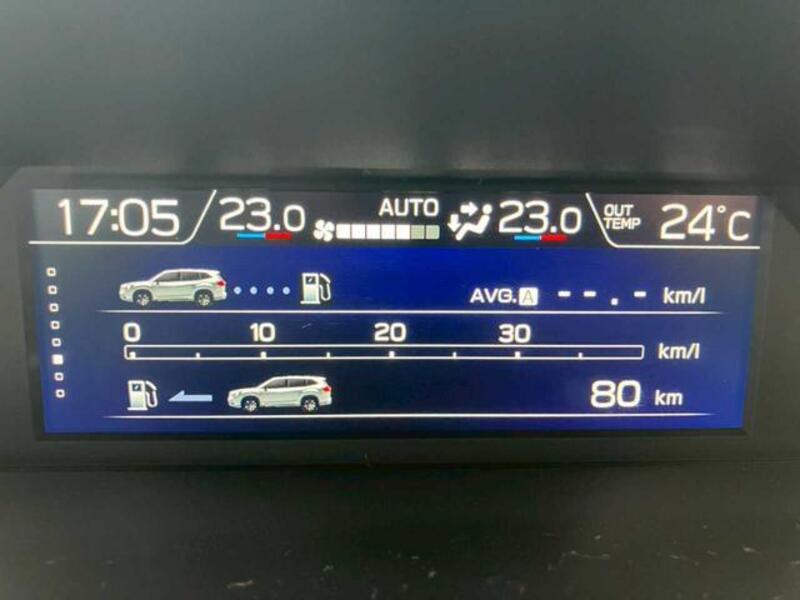 17:05 23.0 AUTO 23.0 OUT TEMP 24°C
AVG. A --.- km/l
0 10 20 30
km/l
80 km